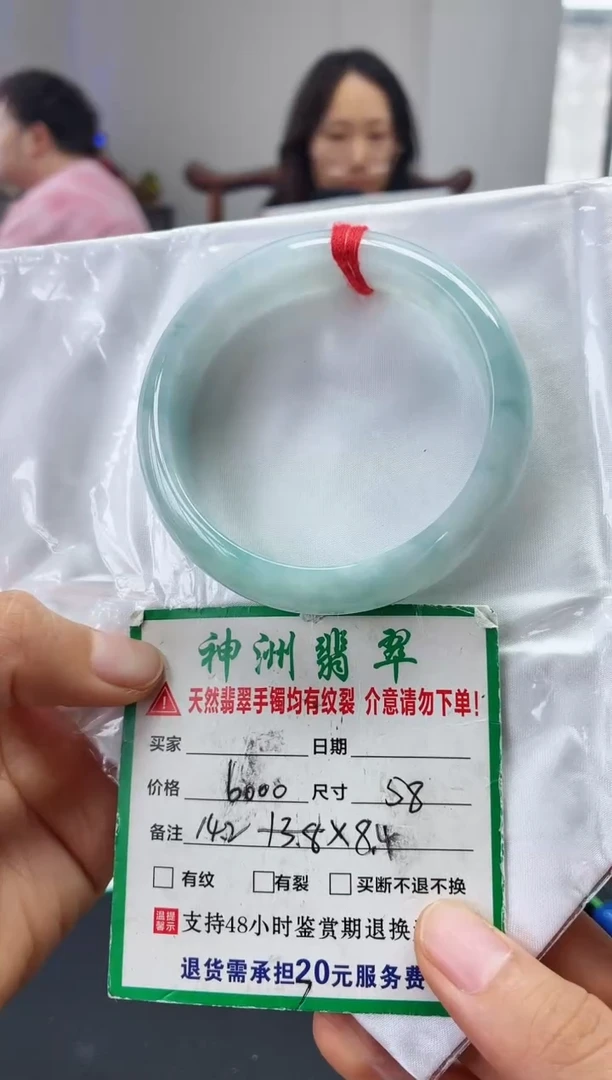 神洲翡翠
天然翡翠手镯均有纹裂 介意请勿下单!
买家 日期
价格 6000 尺寸 58
备注 142 13.8×8.4
有纹 有裂 买断不退不换
温馨提示 支持48小时鉴赏期退换
退货需承担20元服务费